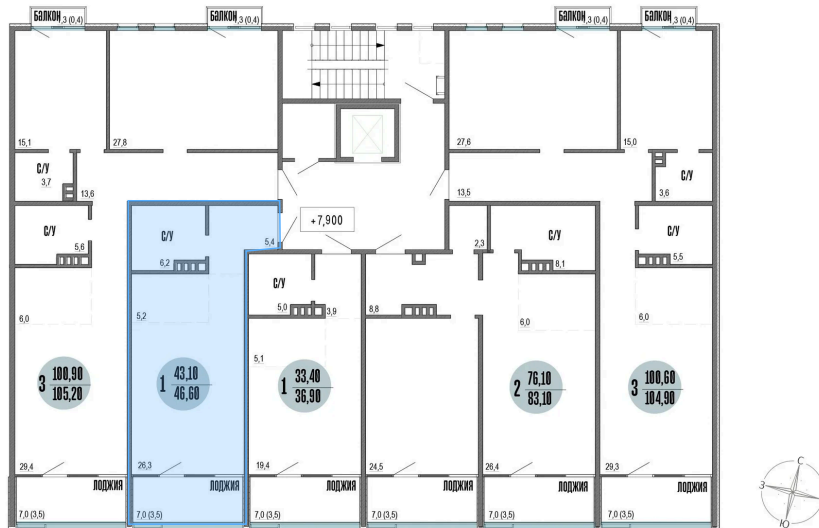 БАЛКОН ,3 (0,4)
БАЛКОН ,3 (0,4)
БАЛКОН ,3 (0,4)
БАЛКОН ,3 (0,4)
15,1
27,8
27,6
15,0
С/У
3,7
13,6
13,5
С/У
3,6
+7,900
С/У
5,6
С/У
6,2
5,4
2,3
С/У
8,1
С/У
5,5
С/У
5,0
3,9
8,8
6,0
5,2
5,1
6,0
6,0
3 100,90
105,20
1 43,10
46,60
1 33,40
36,90
2 76,10
83,10
3 100,60
104,90
29,4
26,3
19,4
24,5
26,4
29,3
ЛОДЖИЯ
ЛОДЖИЯ
ЛОДЖИЯ
ЛОДЖИЯ
ЛОДЖИЯ
ЛОДЖИЯ
7,0 (3,5)
7,0 (3,5)
7,0 (3,5)
7,0 (3,5)
7,0 (3,5)
7,0 (3,5)
С
З
Ю